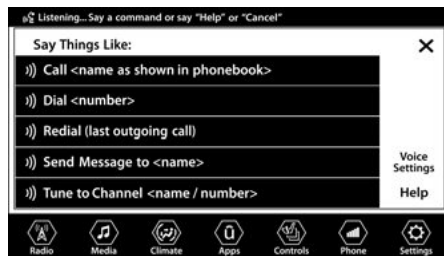 Listening... Say a command or say "Help" or "Cancel"
Say Things Like:
Call <name as shown in phonebook>
Dial <number>
Redial (last outgoing call)
Send Message to <name>
Tune to Channel <name / number>
Voice
Settings
Help
Radio
Media
Climate
Apps
Controls
Phone
Settings